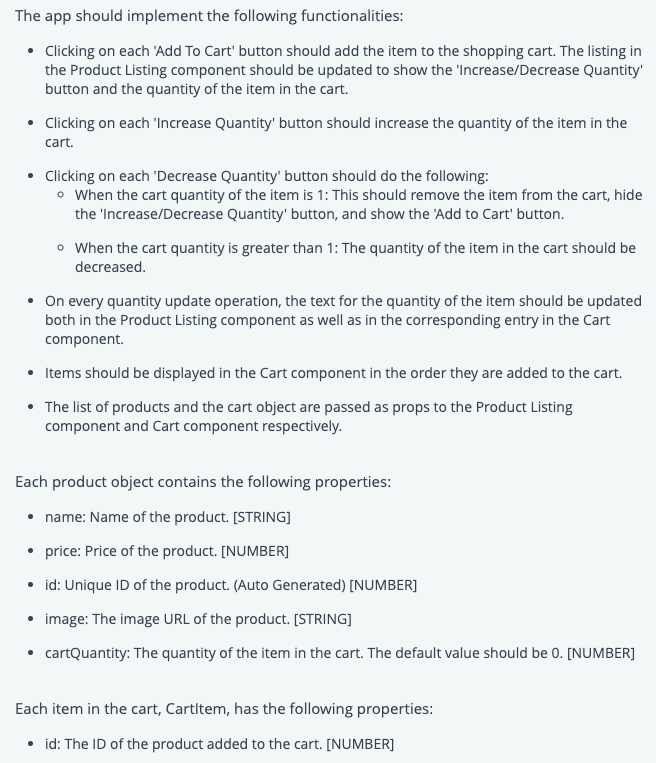 The app should implement the following functionalities:
• Clicking on each 'Add To Cart' button should add the item to the shopping cart. The listing in
the Product Listing component should be updated to show the 'Increase/Decrease Quantity'
button and the quantity of the item in the cart.
• Clicking on each 'Increase Quantity' button should increase the quantity of the item in the
cart.
• Clicking on each 'Decrease Quantity' button should do the following:
○ When the cart quantity of the item is 1: This should remove the item from the cart, hide
the 'Increase/Decrease Quantity' button, and show the 'Add to Cart' button.
○ When the cart quantity is greater than 1: The quantity of the item in the cart should be
decreased.
• On every quantity update operation, the text for the quantity of the item should be updated
both in the Product Listing component as well as in the corresponding entry in the Cart
component.
• Items should be displayed in the Cart component in the order they are added to the cart.
• The list of products and the cart object are passed as props to the Product Listing
component and Cart component respectively.
Each product object contains the following properties:
• name: Name of the product. [STRING]
• price: Price of the product. [NUMBER]
• id: Unique ID of the product. (Auto Generated) [NUMBER]
• image: The image URL of the product. [STRING]
• cartQuantity: The quantity of the item in the cart. The default value should be 0. [NUMBER]
Each item in the cart, CartItem, has the following properties:
• id: The ID of the product added to the cart. [NUMBER]